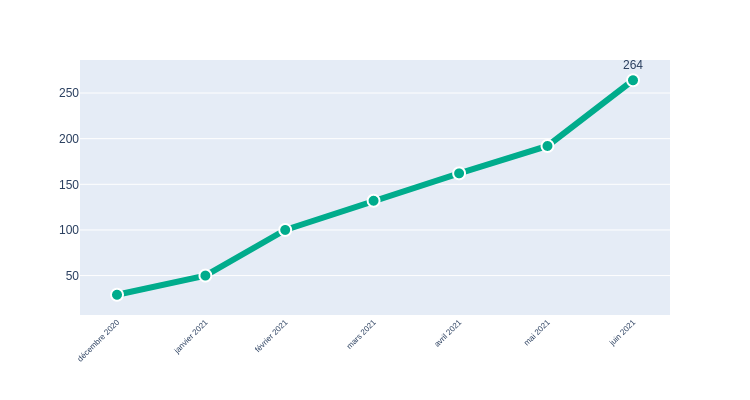 264
250
200
150
100
50
décembre 2020
janvier 2021
février 2021
mars 2021
avril 2021
mai 2021
juin 2021